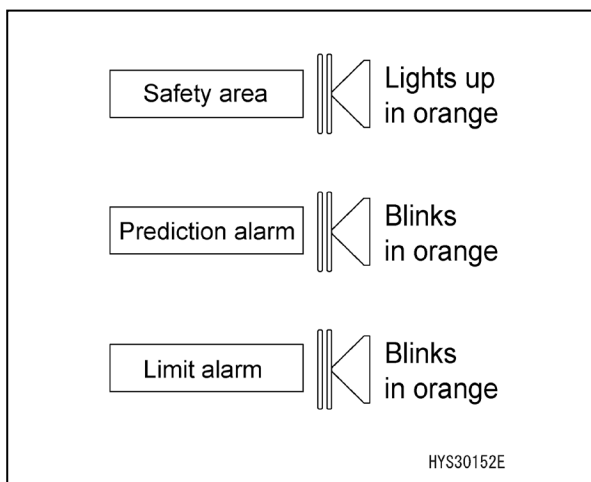 Safety area
Lights up
in orange
Prediction alarm
Blinks
in orange
Limit alarm
Blinks
in orange
HYS30152E